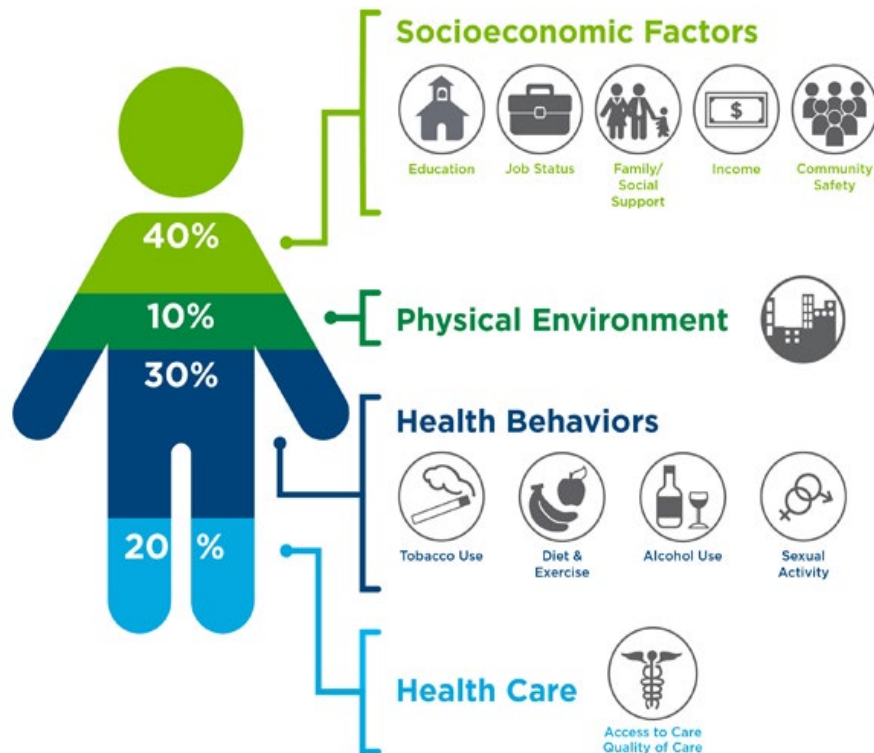 Socioeconomic Factors
$
Education
Job Status
Family/
Social
Support
Income
Community
Safety
40%
10%
Physical Environment
30%
Health Behaviors
Tobacco Use
Diet &
Exercise
Alcohol Use
Sexual
Activity
20 %
Health Care
Access to Care
Quality of Care